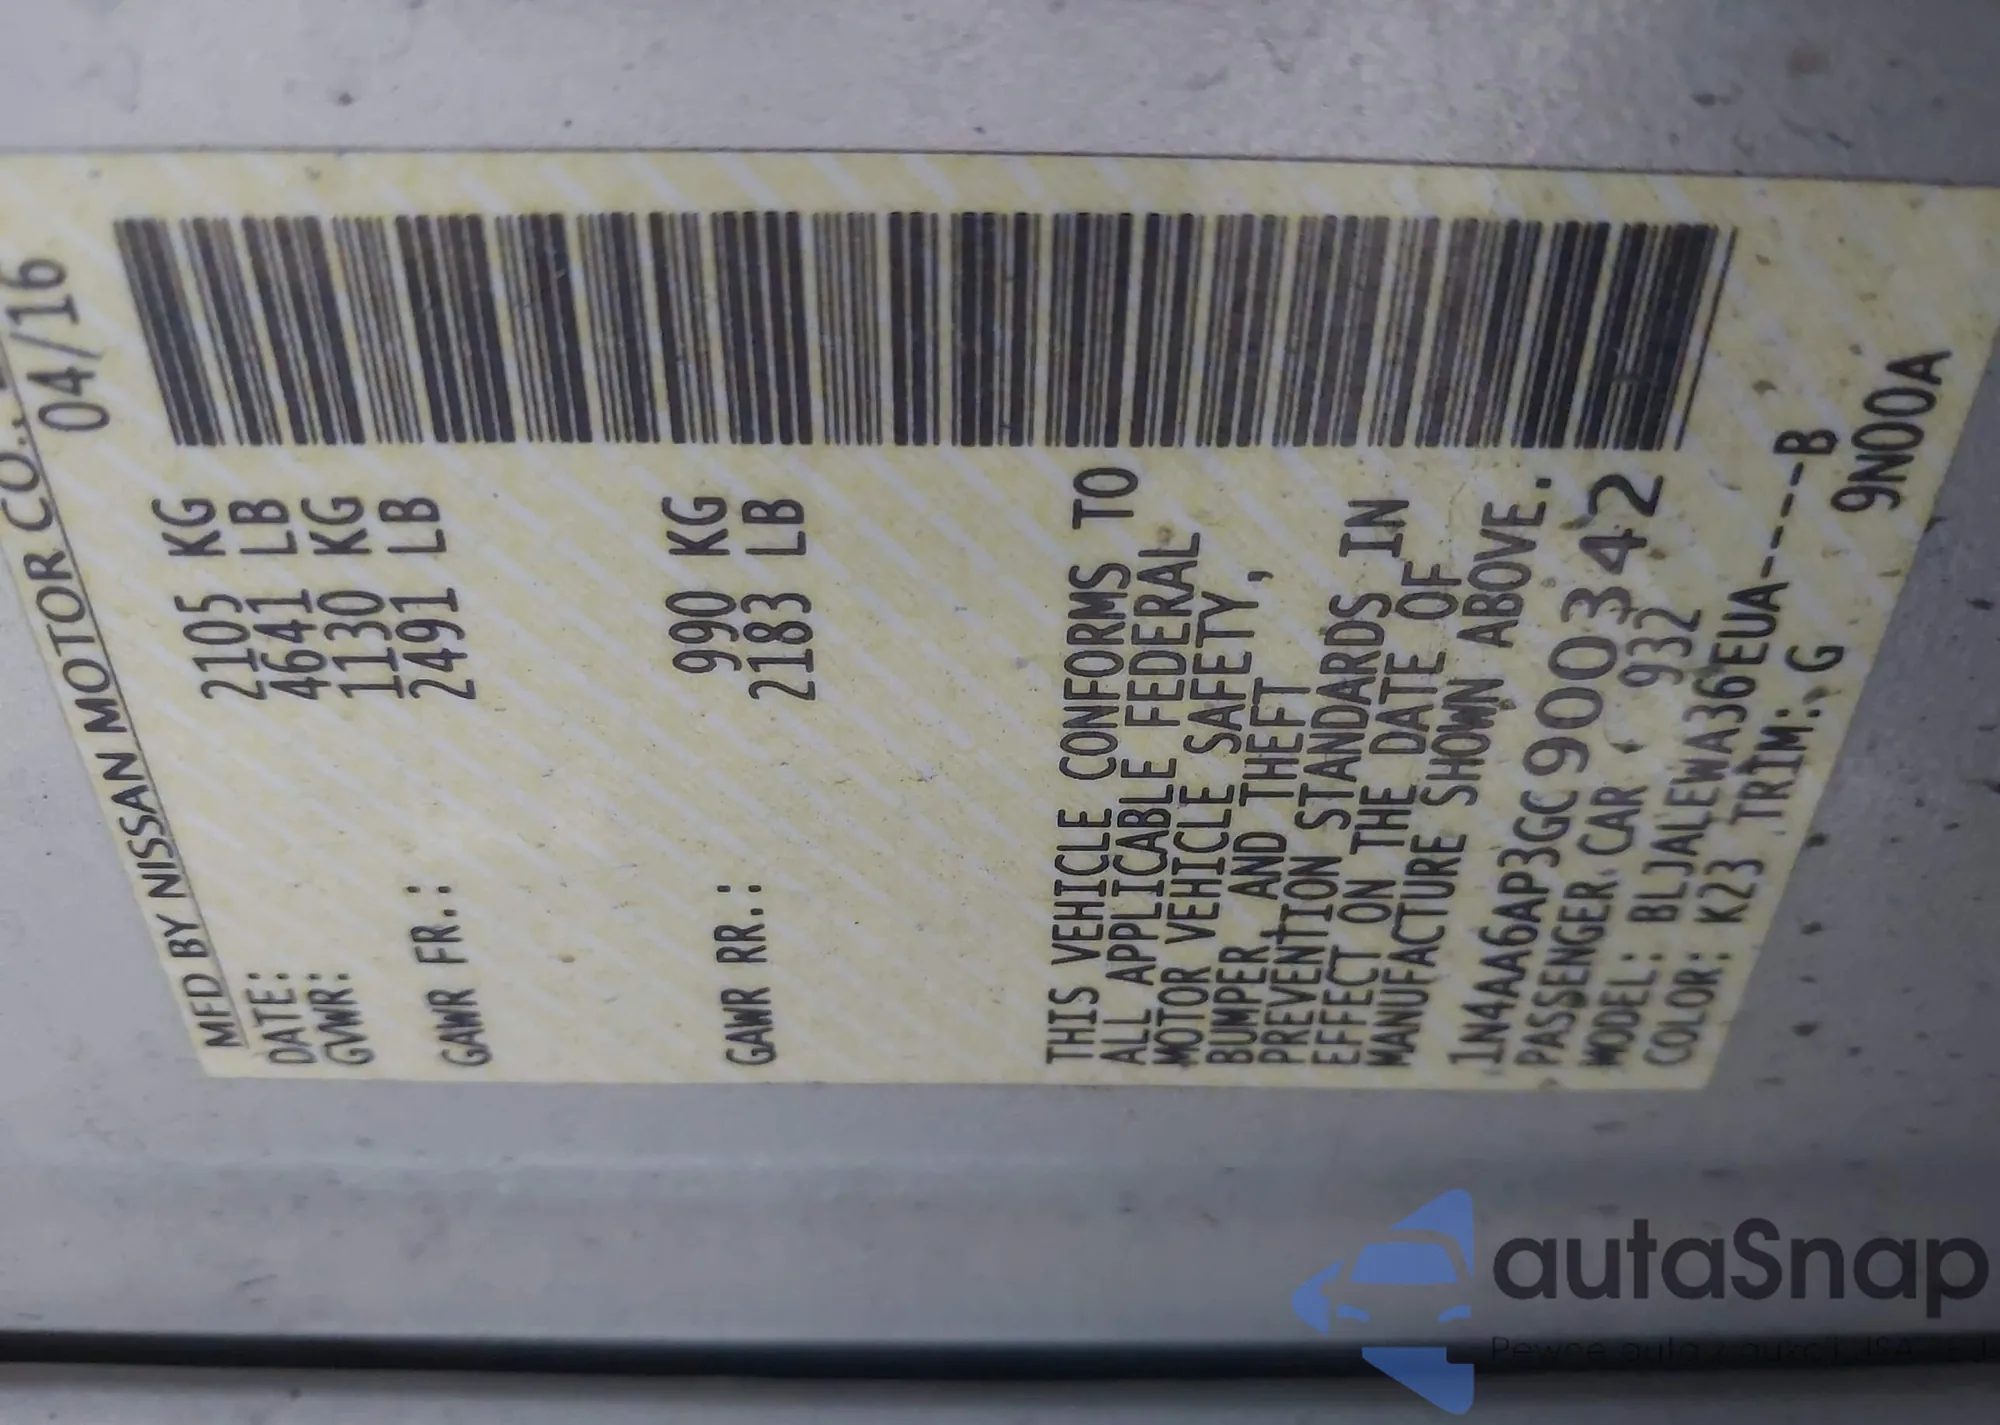 MFD BY NISSAN MOTOR CO.,
DATE: 04/16
GVWR: 2105 KG
4641 LB
GAWR FR.: 1130 KG
2491 LB
GAWR RR.: 990 KG
2183 LB
THIS VEHICLE CONFORMS TO
ALL APPLICABLE FEDERAL
MOTOR VEHICLE SAFETY,
BUMPER, AND THEFT
PREVENTION STANDARDS IN
EFFECT ON THE DATE OF
MANUFACTURE SHOWN ABOVE.
1N4AA6AP3GC900342
PASSENGER CAR 932
MODEL: BLJALEWA36EUA----B
COLOR: K23 TRIM: G 9N00A
autaSnap
Pewne auta z aukcji